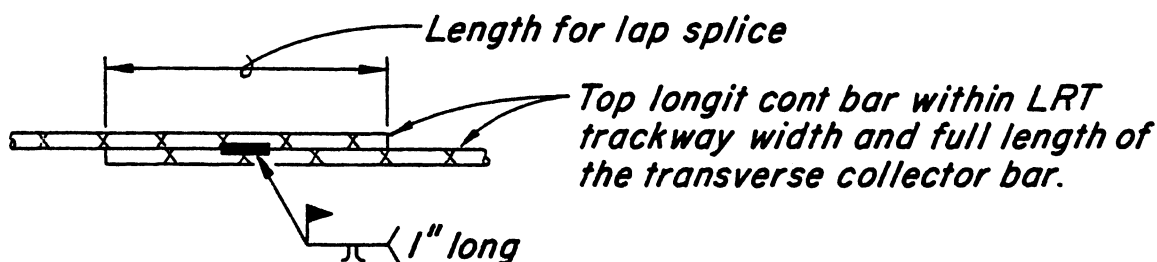 Length for lap splice
Top longit cont bar within LRT
trackway width and full length of
the transverse collector bar.
1" long